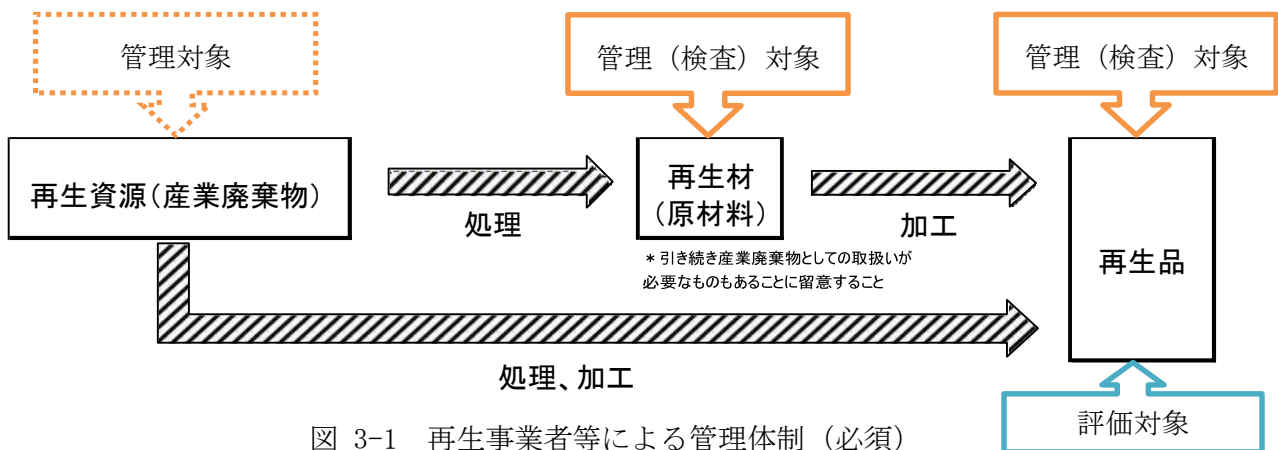 管理対象
管理（検査）対象
管理（検査）対象
再生資源(産業廃棄物)
処理
再生材
(原材料)
加工
再生品
＊引き続き産業廃棄物としての取扱いが
必要なものもあることに留意すること
処理、加工
評価対象
図 3-1 再生事業者等による管理体制（必須）